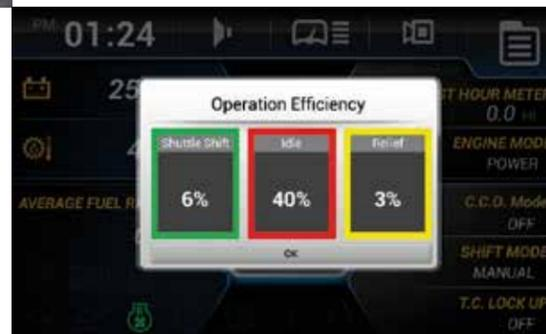 PM 01:24
25
Operation Efficiency
Shuttle Shift
Idle
Relief
6%
40%
3%
OK
HOUR METER
0.0
ENGINE MODE
POWER
AVERAGE FUEL
C.C.O. Mode
OFF
SHIFT MODE
MANUAL
T.C. LOCK UP
OFF